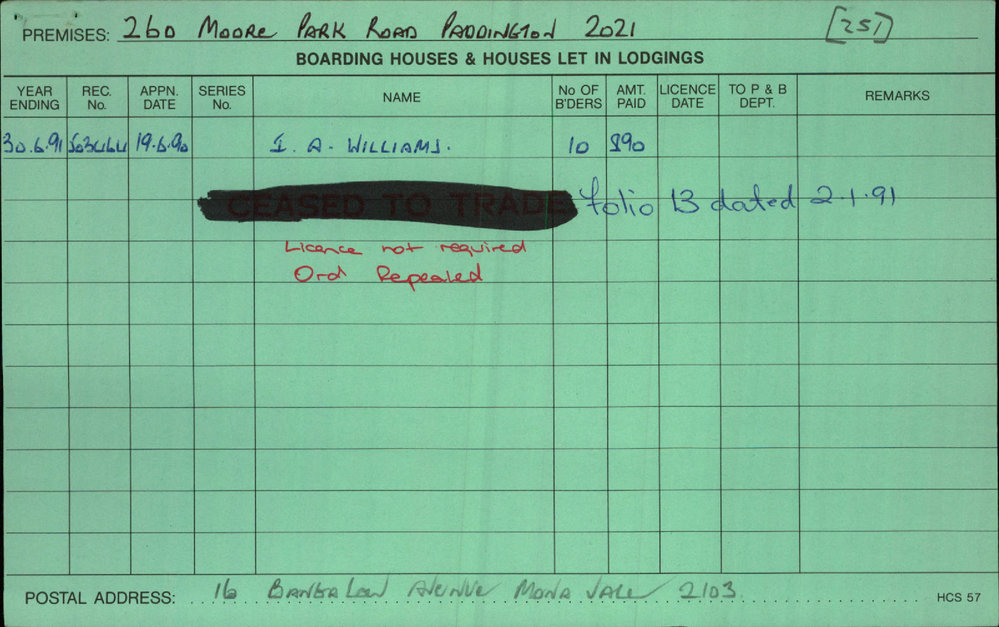 PREMISES: 260 MOORE PARK ROAD PADDINGTON 2021 [251]
BOARDING HOUSES & HOUSES LET IN LODGINGS
YEAR ENDING REC. No. APPN. DATE SERIES No. NAME No OF B'DERS AMT. PAID LICENCE DATE TO P & B DEPT. REMARKS
30.6.91 19.6.90 I. A. WILLIAMS. 10 $90
CEASED TO TRADE folio 13 dated 2.1.91
Licence not required
Ord Repealed
POSTAL ADDRESS: 16 BANGALOW AVENUE MONA VALE 2103 HCS 57